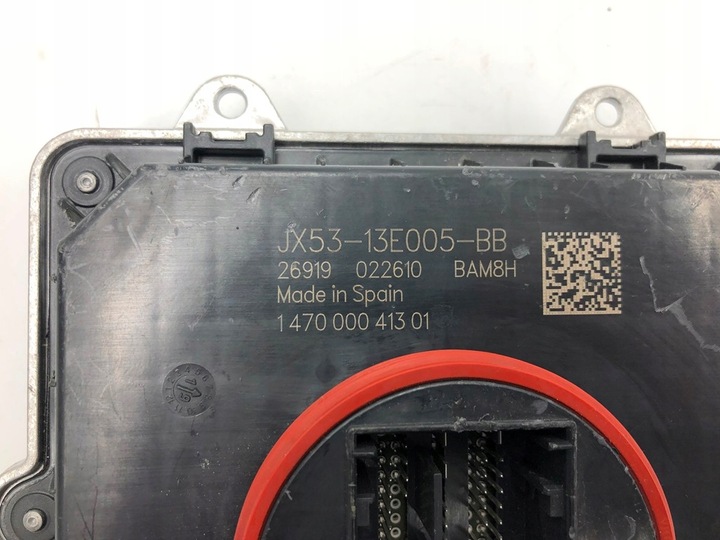 JX53-13E005-BB
26919 022610 BAM8H
Made in Spain
1 470 000 413 01